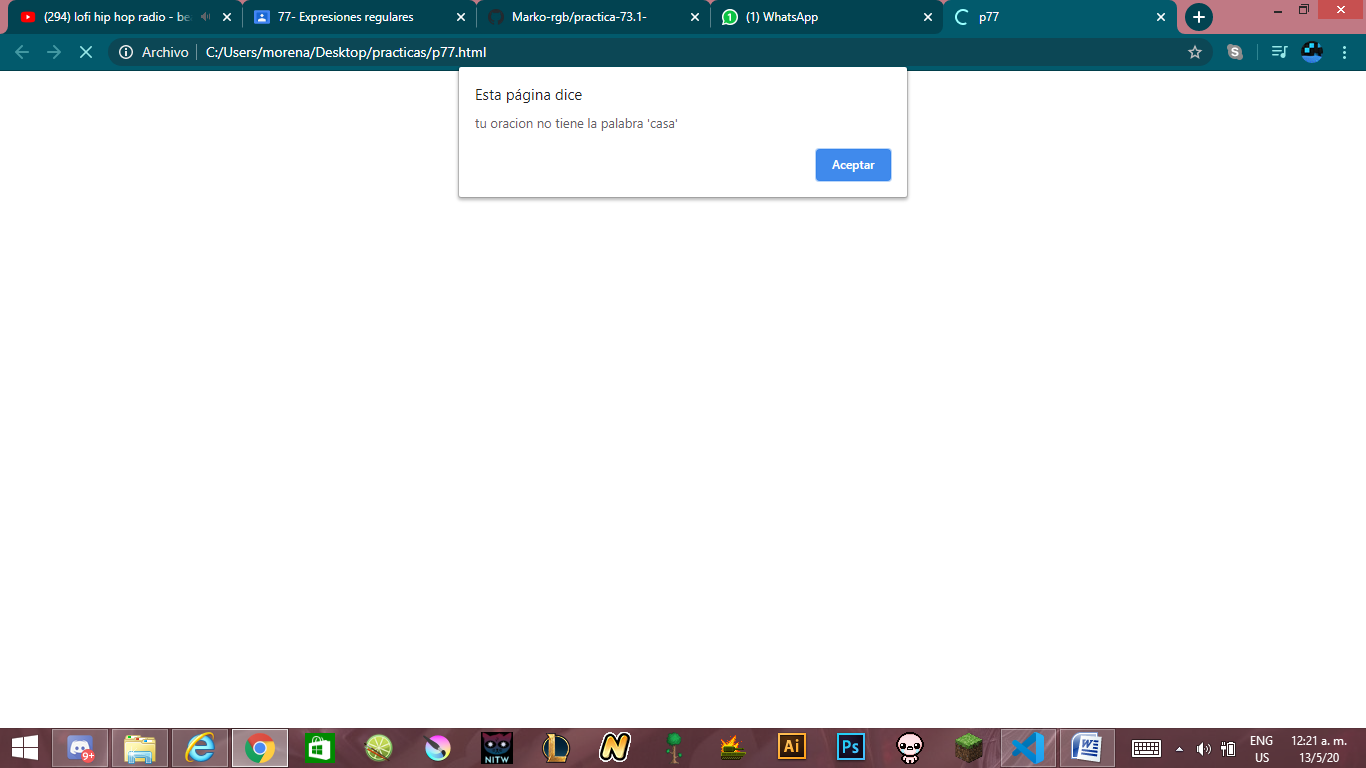 (294) lofi hip hop radio - be
77- Expresiones regulares
Marko-rgb/practica-73.1-
1
(1) WhatsApp
p77
Archivo
C:/Users/morena/Desktop/practicas/p77.html
Esta página dice
tu oracion no tiene la palabra 'casa'
Aceptar
9+
NITW
L
N
Ai
Ps
W
ENG
US
12:21 a. m.
13/5/20